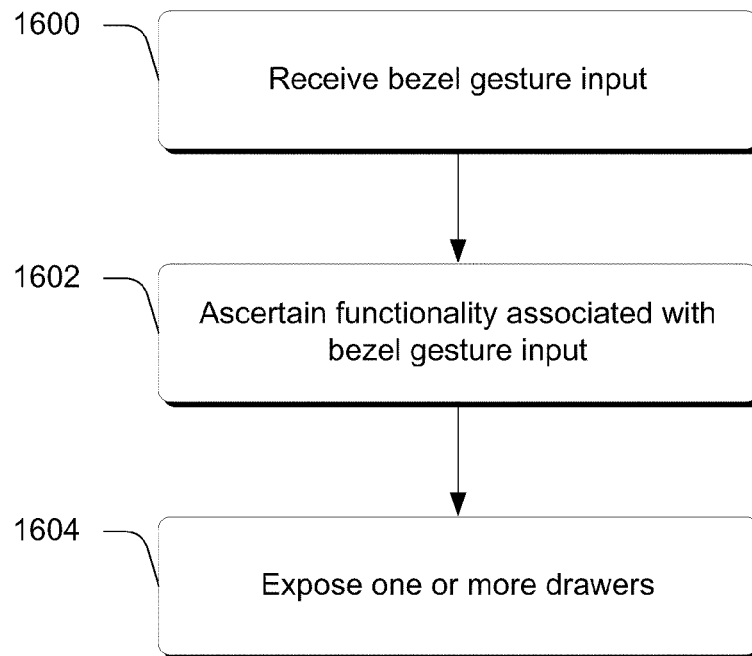 1600
Receive bezel gesture input
1602
Ascertain functionality associated with
bezel gesture input
1604
Expose one or more drawers